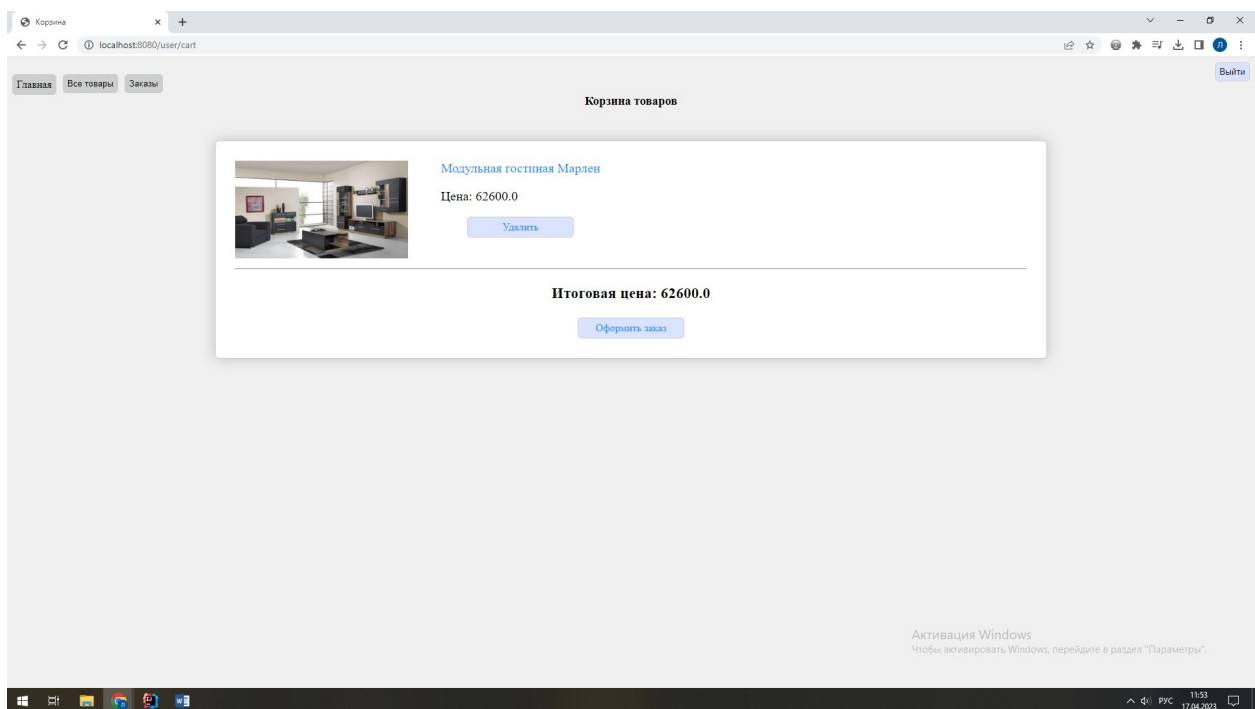 Корзина
localhost:8080/user/cart
Л
Главная
Все товары
Заказы
Выйти
Корзина товаров
Модульная гостиная Марлен
Цена: 62600.0
Удалить
Итоговая цена: 62600.0
Оформить заказ
Активация Windows
Чтобы активировать Windows, перейдите в раздел "Параметры".
W
РУС
11:53
17.04.2023